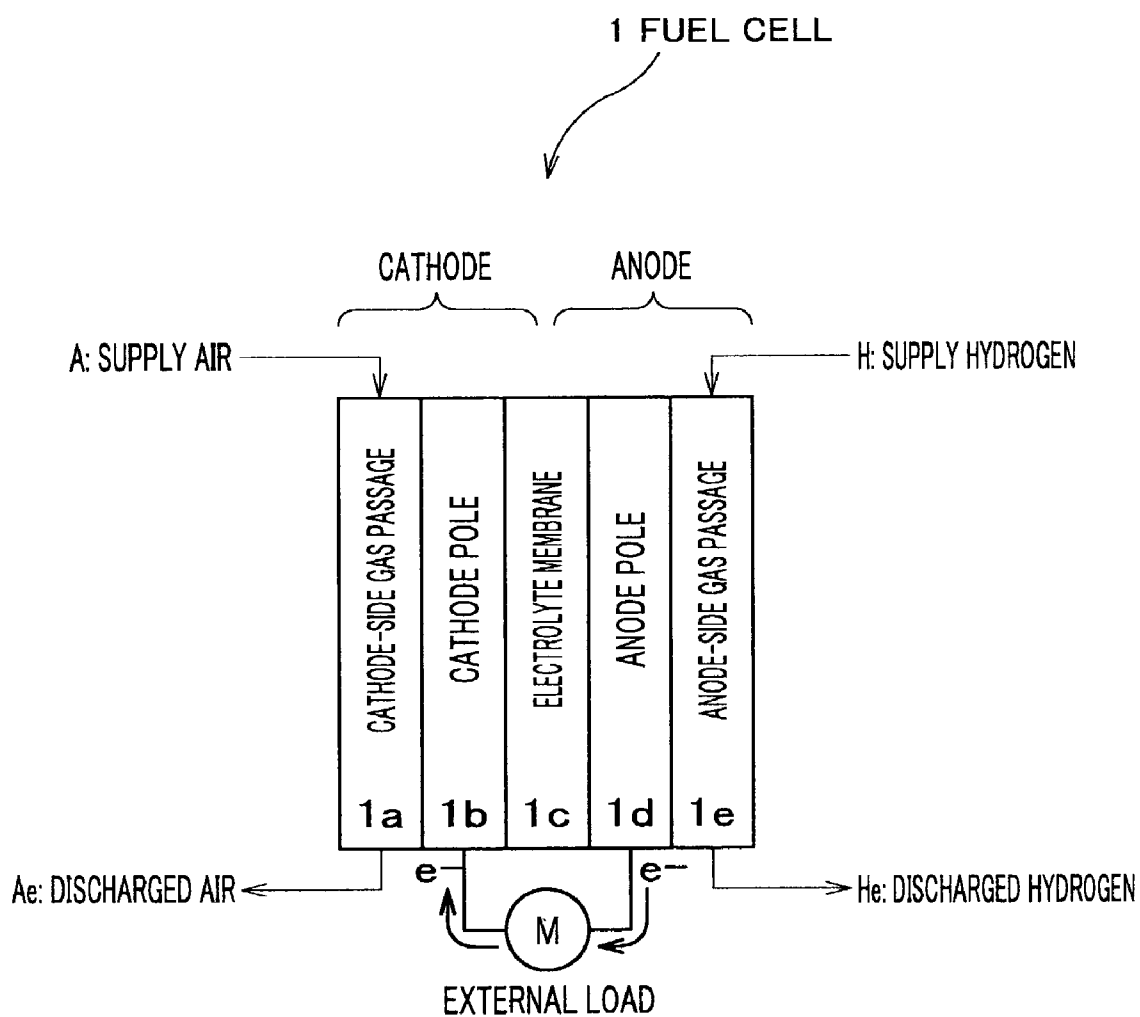 1 FUEL CELL
CATHODE
ANODE
A: SUPPLY AIR
H: SUPPLY HYDROGEN
CATHODE-SIDE GAS PASSAGE
CATHODE POLE
ELECTROLYTE MEMBRANE
ANODE POLE
ANODE-SIDE GAS PASSAGE
1a
1b
1c
1d
1e
e-
e-
Ae: DISCHARGED AIR
He: DISCHARGED HYDROGEN
M
EXTERNAL LOAD